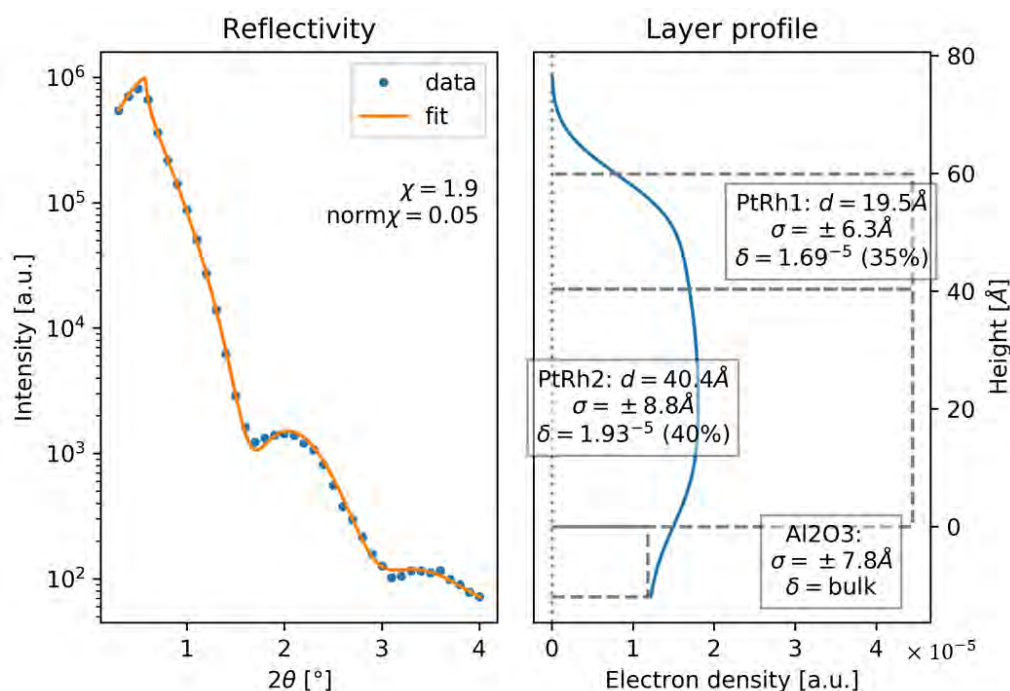 Reflectivity
Intensity [a.u.]
10⁶
10⁵
10⁴
10³
10²
data
fit
χ = 1.9
normχ = 0.05
1 2 3 4
2θ [°]
Layer profile
PtRh1: d = 19.5Å
σ = ±6.3Å
δ = 1.69⁻⁵ (35%)
PtRh2: d = 40.4Å
σ = ±8.8Å
δ = 1.93⁻⁵ (40%)
Al2O3:
σ = ±7.8Å
δ = bulk
80
60
40
20
0
Height [Å]
0 1 2 3 4 × 10⁻⁵
Electron density [a.u.]